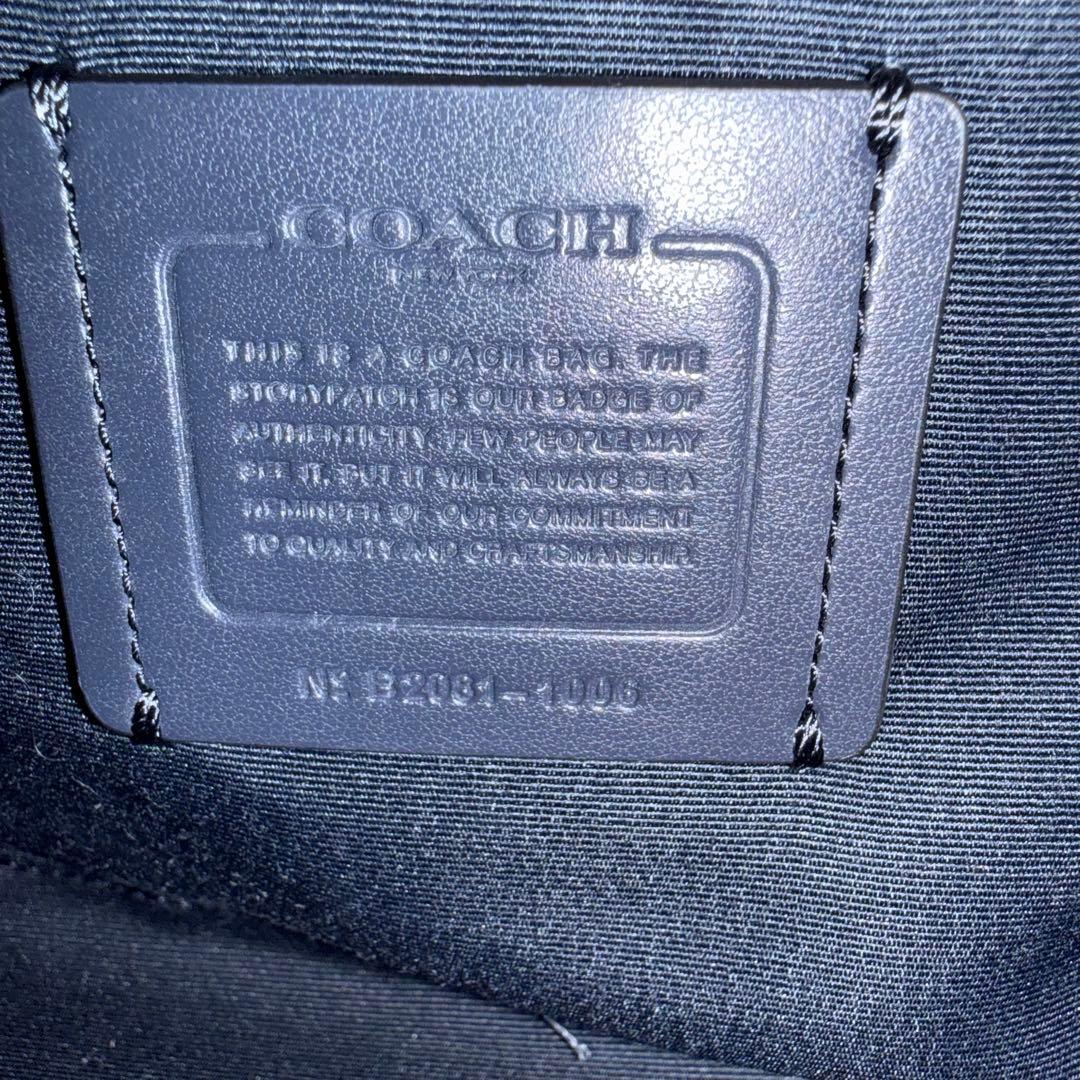 COACH
NEW YORK
THIS IS A COACH BAG. THE
STORYPATCH IS OUR BADGE OF
AUTHENTICITY. FEW PEOPLE MAY
SEE IT, BUT IT WILL ALWAYS BE A
REMINDER OF OUR COMMITMENT
TO QUALITY AND CRAFTSMANSHIP.